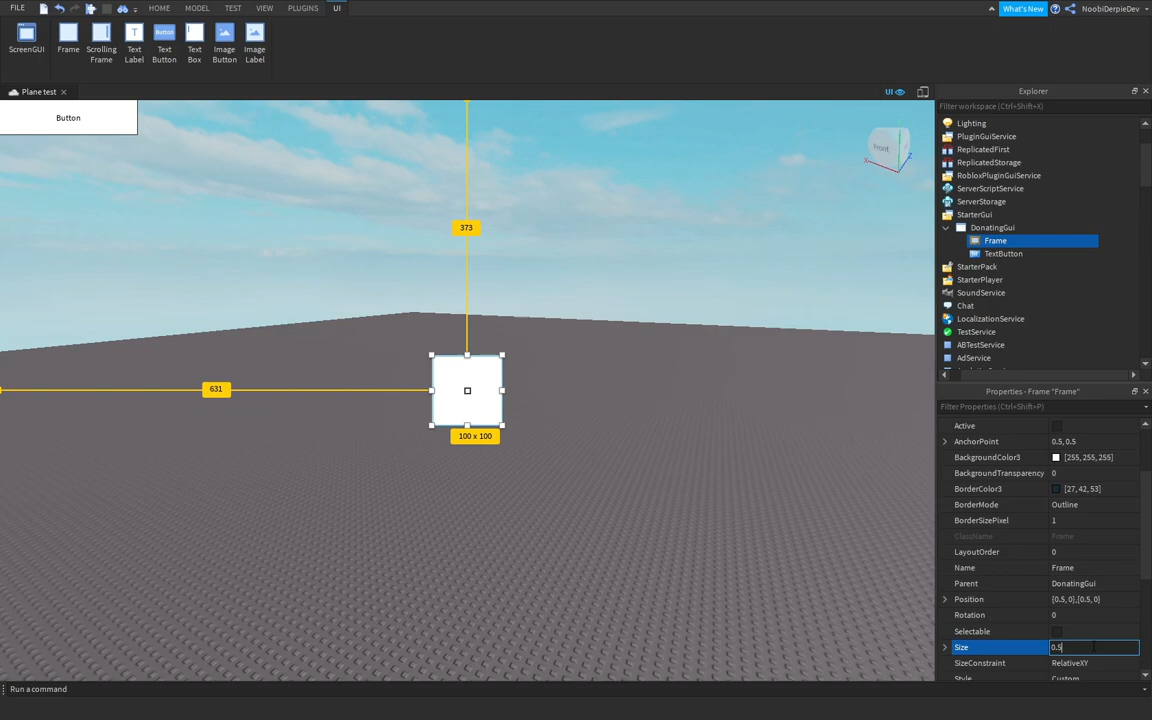 FILE
HOME
MODEL
TEST
VIEW
PLUGINS
UI
What's New
NoobiDerpieDev
ScreenGUI
Frame
Scrolling
Frame
T
Text
Label
Button
Text
Button
Text
Box
Image
Button
Image
Label
Plane test
UI
Button
373
631
100 x 100
Front
X
Z
Explorer
Filter workspace (Ctrl+Shift+X)
Lighting
PluginGuiService
ReplicatedFirst
ReplicatedStorage
RobloxPluginGuiService
ServerScriptService
ServerStorage
StarterGui
DonatingGui
Frame
TextButton
StarterPack
StarterPlayer
SoundService
Chat
LocalizationService
TestService
ABTestService
AdService
Properties - Frame "Frame"
Filter Properties (Ctrl+Shift+P)
Active
AnchorPoint 0.5, 0.5
BackgroundColor3 [255, 255, 255]
BackgroundTransparency 0
BorderColor3 [27, 42, 53]
BorderMode Outline
BorderSizePixel 1
ClassName Frame
LayoutOrder 0
Name Frame
Parent DonatingGui
Position {0.5, 0},{0.5, 0}
Rotation 0
Selectable
Size 0.5
SizeConstraint RelativeXY
Style Custom
Run a command